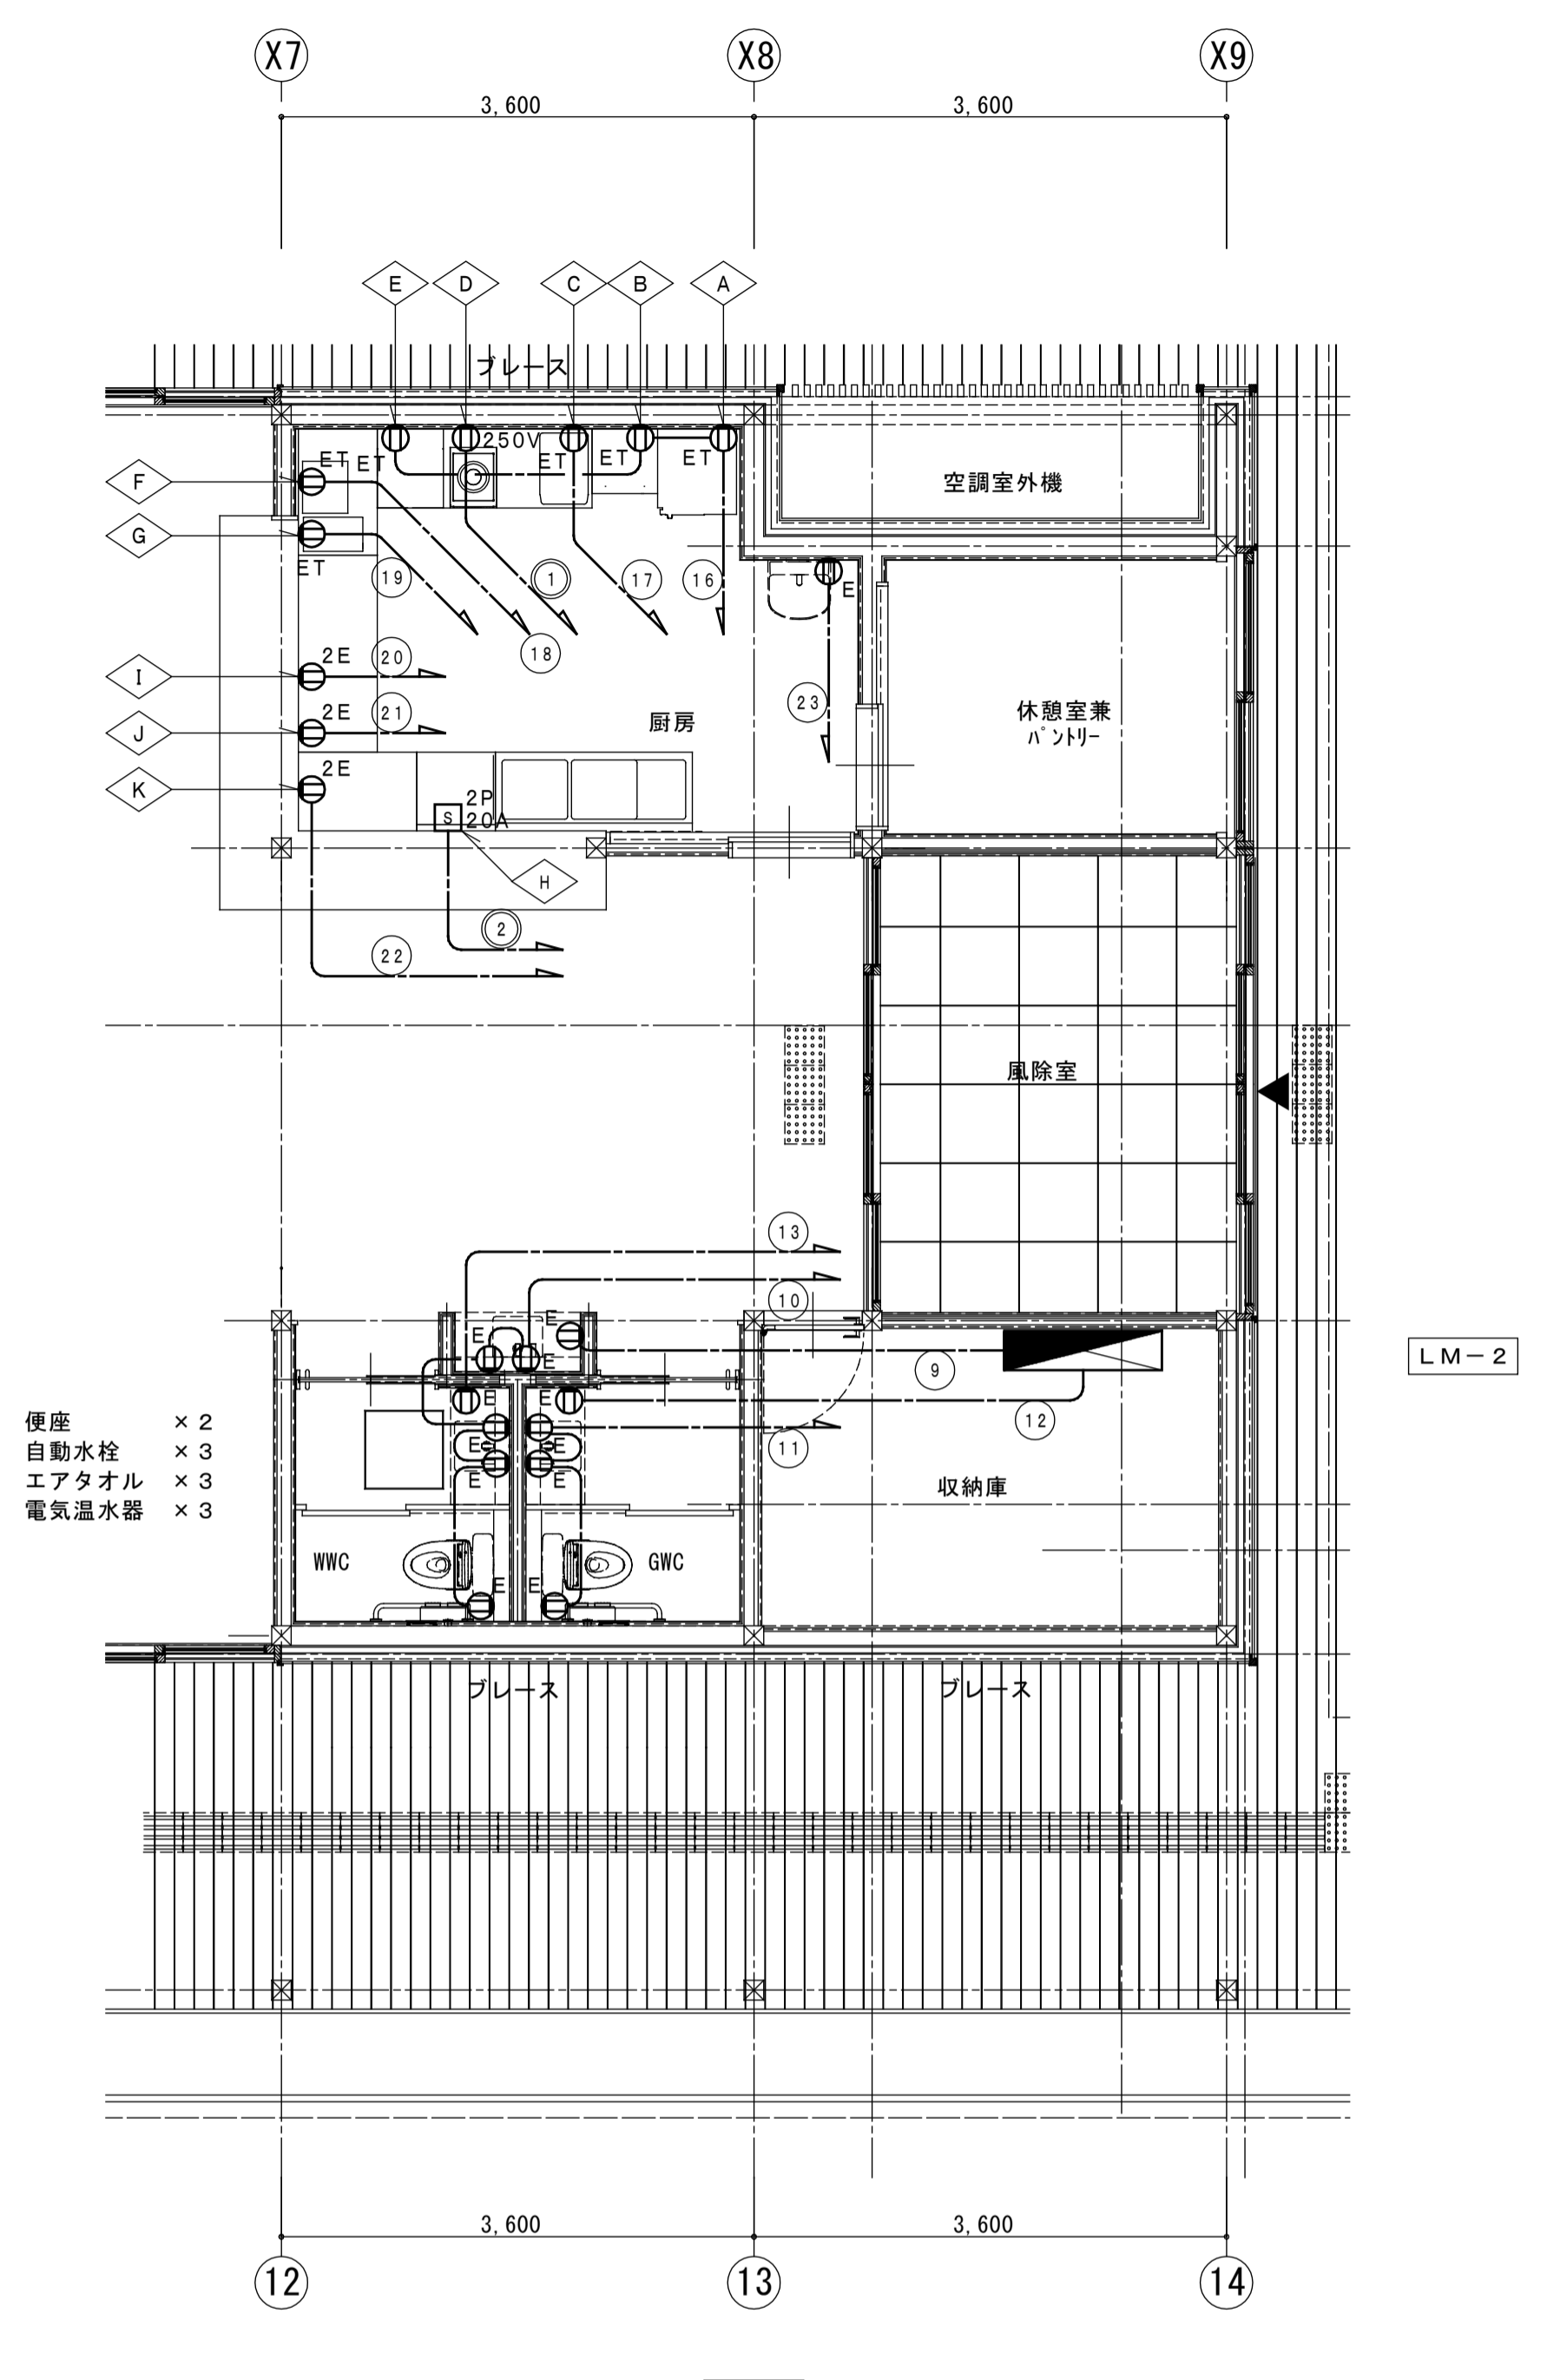 X7 X8 X9
3,600 3,600
E D C B A
ブレース
250V
ET ET ET ET ET
F
G
ET
空調室外機
19 1 17 16
E
18
I 2E 20
J 2E 21
23
厨房
休憩室兼
パントリー
K 2E
2P
S 20A
H
2
22
風除室
13
10
E
E
E
9
LM-2
E E
12
11
便座 ×2
自動水栓 ×3
エアタオル ×3
電気温水器 ×3
E E
E E
収納庫
WWC GWC
E E
ブレース ブレース
3,600 3,600
12 13 14